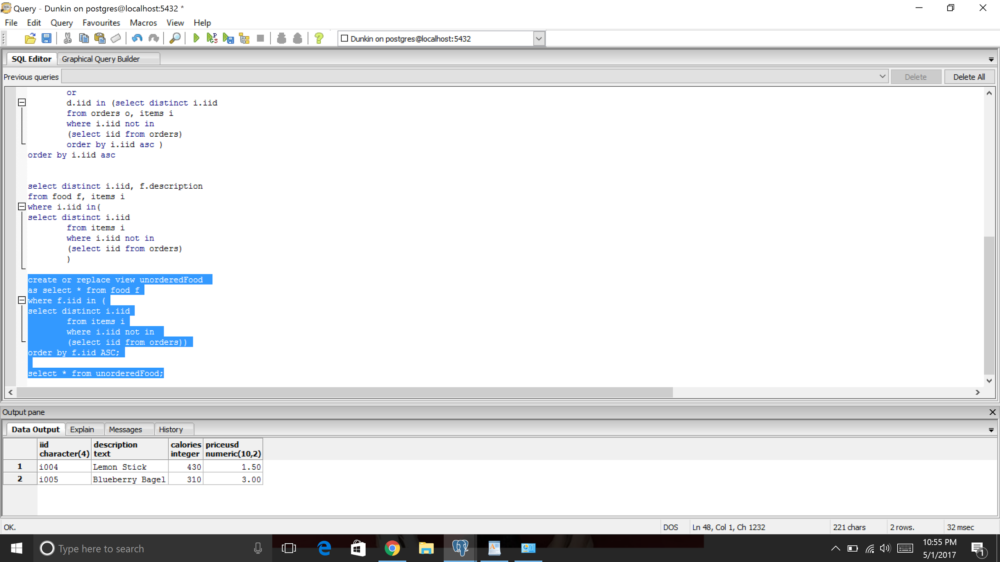 Query - Dunkin on postgres@localhost:5432 *
File Edit Query Favourites Macros View Help
Dunkin on postgres@localhost:5432
SQL Editor Graphical Query Builder
Previous queries Delete Delete All
or
d.iid in (select distinct i.iid
from orders o, items i
where i.iid not in
(select iid from orders)
order by i.iid asc )
order by i.iid asc
select distinct i.iid, f.description
from food f, items i
where i.iid in(
select distinct i.iid
from items i
where i.iid not in
(select iid from orders)
)
create or replace view unorderedFood
as select * from food f
where f.iid in (
select distinct i.iid
from items i
where i.iid not in
(select iid from orders))
order by f.iid ASC;
select * from unorderedFood;
Output pane
Data Output Explain Messages History
iid description calories priceusd
character(4) text integer numeric(10,2)
1 i004 Lemon Stick 430 1.50
2 i005 Blueberry Bagel 310 3.00
OK. DOS Ln 48, Col 1, Ch 1232 221 chars 2 rows. 32 msec
Type here to search
10:55 PM
5/1/2017
1